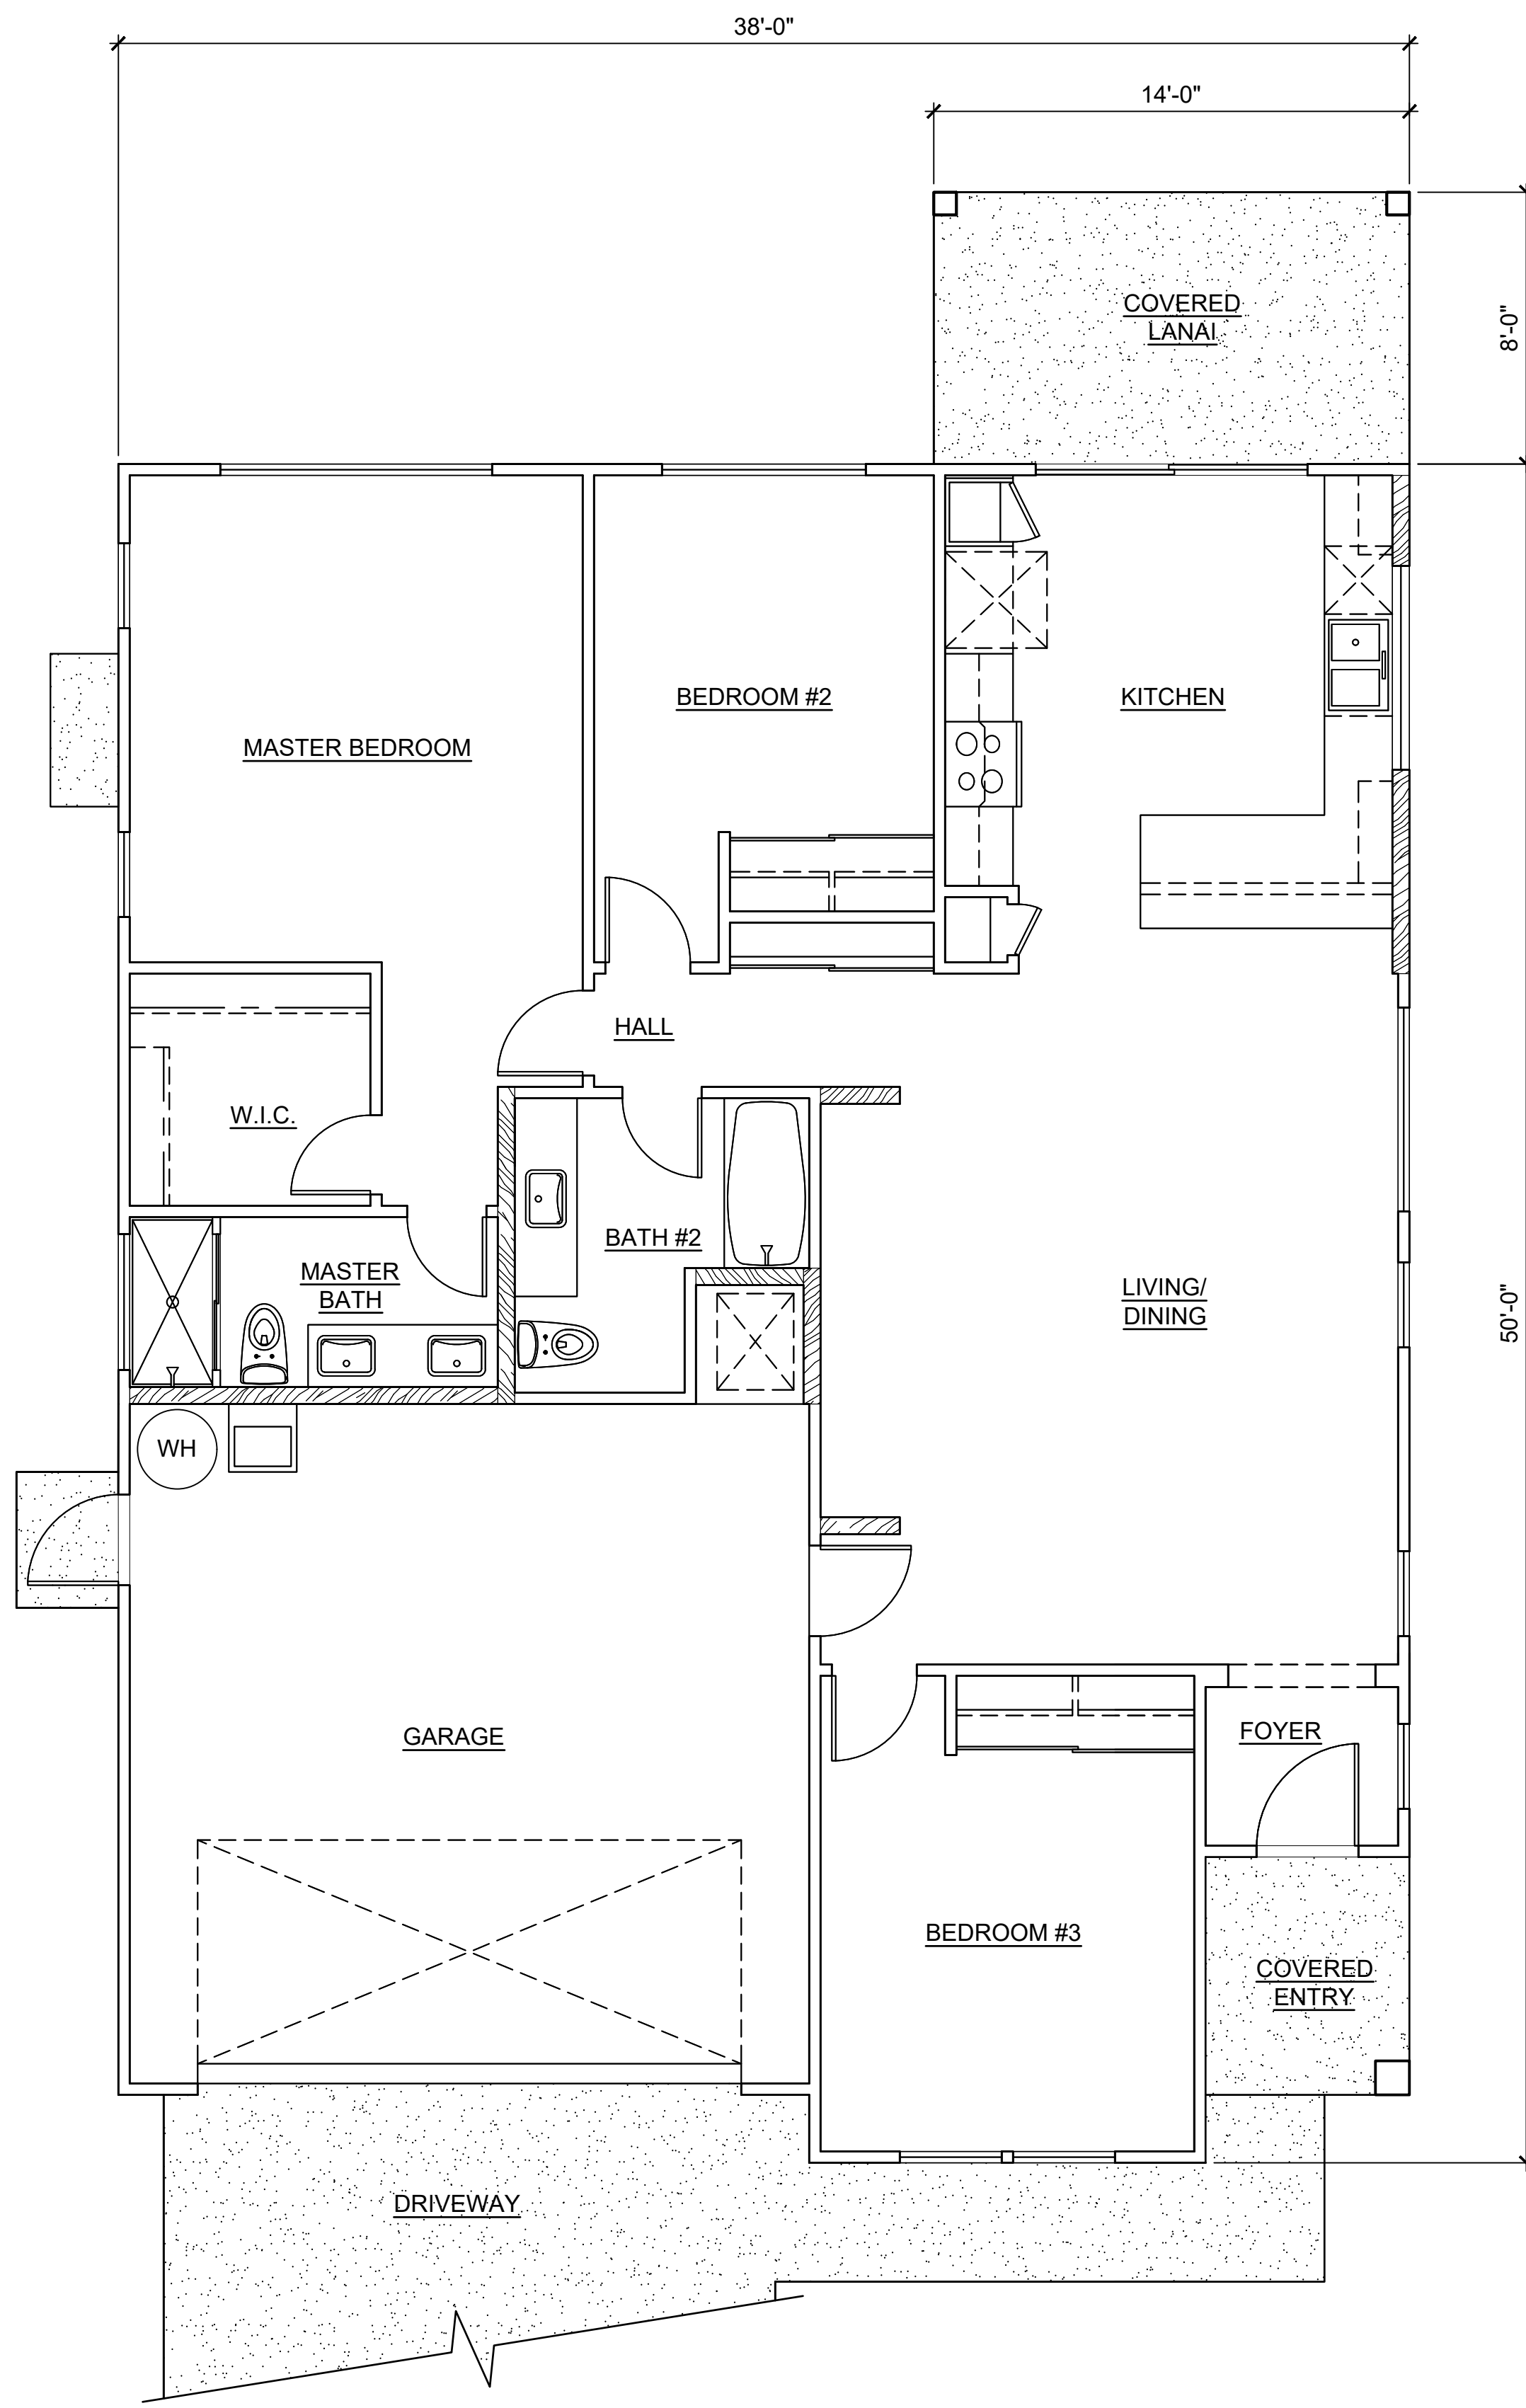 38'-0"
14'-0"
COVERED
LANAI
8'-0"
BEDROOM #2
KITCHEN
MASTER BEDROOM
HALL
W.I.C.
BATH #2
MASTER
BATH
LIVING/
DINING
50'-0"
WH
GARAGE
FOYER
BEDROOM #3
COVERED
ENTRY
DRIVEWAY